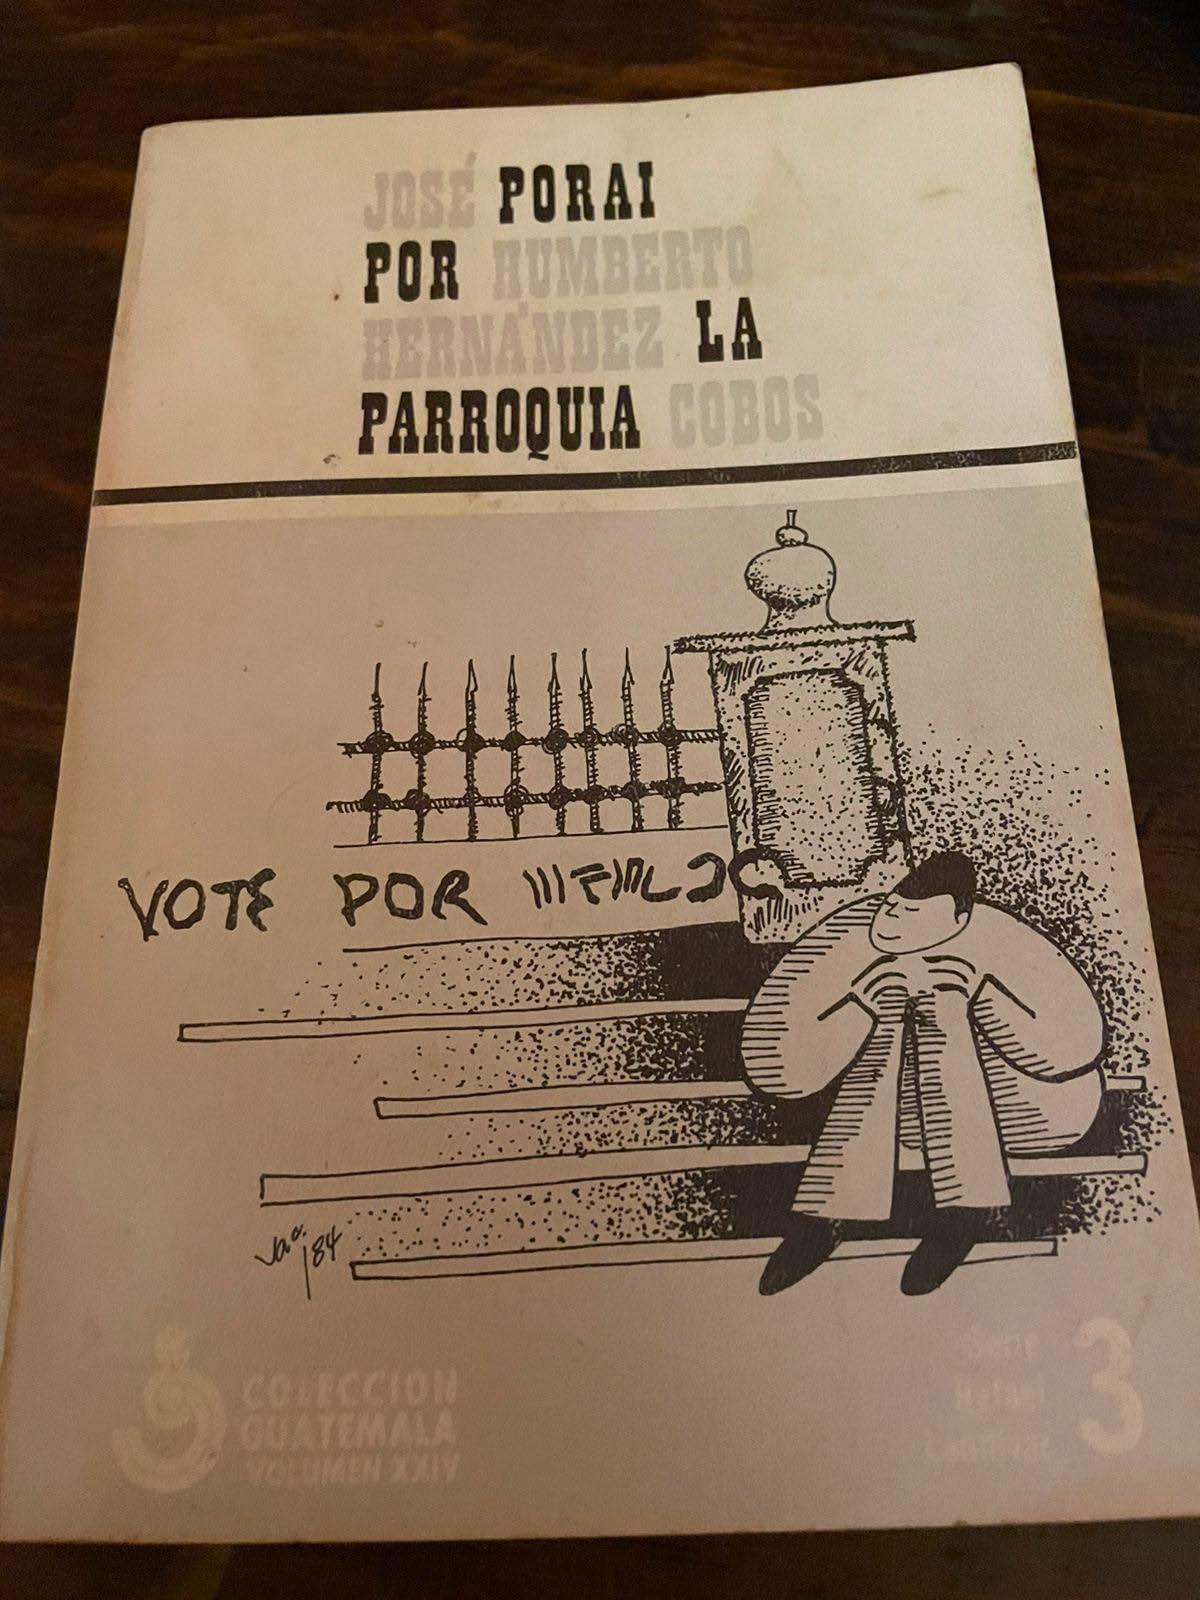 JOSÉ PORAI
POR HUMBERTO
HERNÁNDEZ LA
PARROQUIA COBOS
VOTE POR
84
COLECCION
GUATEMALA
VOLUMEN XXIV
Serie
Rafael
Landívar
3